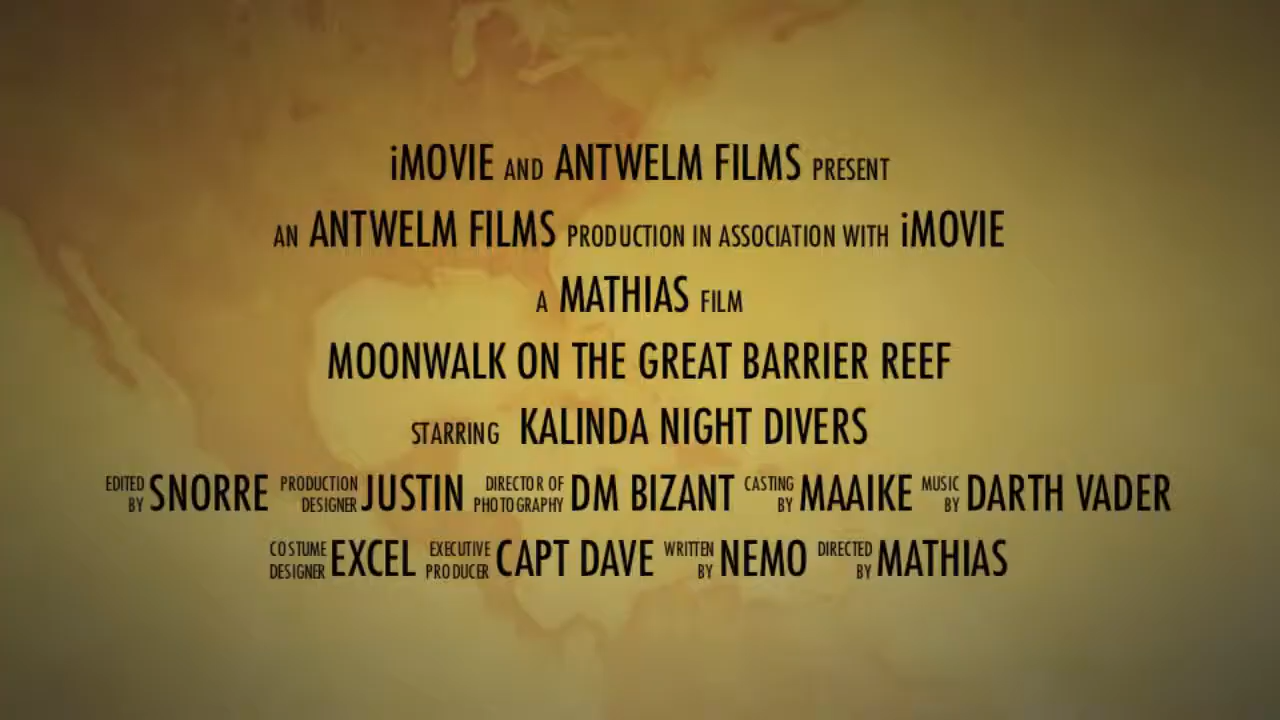 iMOVIE AND ANTWELM FILMS PRESENT
AN ANTWELM FILMS PRODUCTION IN ASSOCIATION WITH iMOVIE
A MATHIAS FILM
MOONWALK ON THE GREAT BARRIER REEF
STARRING KALINDA NIGHT DIVERS
EDITED BY SNORRE PRODUCTION DESIGNER JUSTIN DIRECTOR OF PHOTOGRAPHY DM BIZANT CASTING BY MAAIKE MUSIC BY DARTH VADER
COSTUME DESIGNER EXCEL EXECUTIVE PRODUCER CAPT DAVE WRITTEN BY NEMO DIRECTED BY MATHIAS